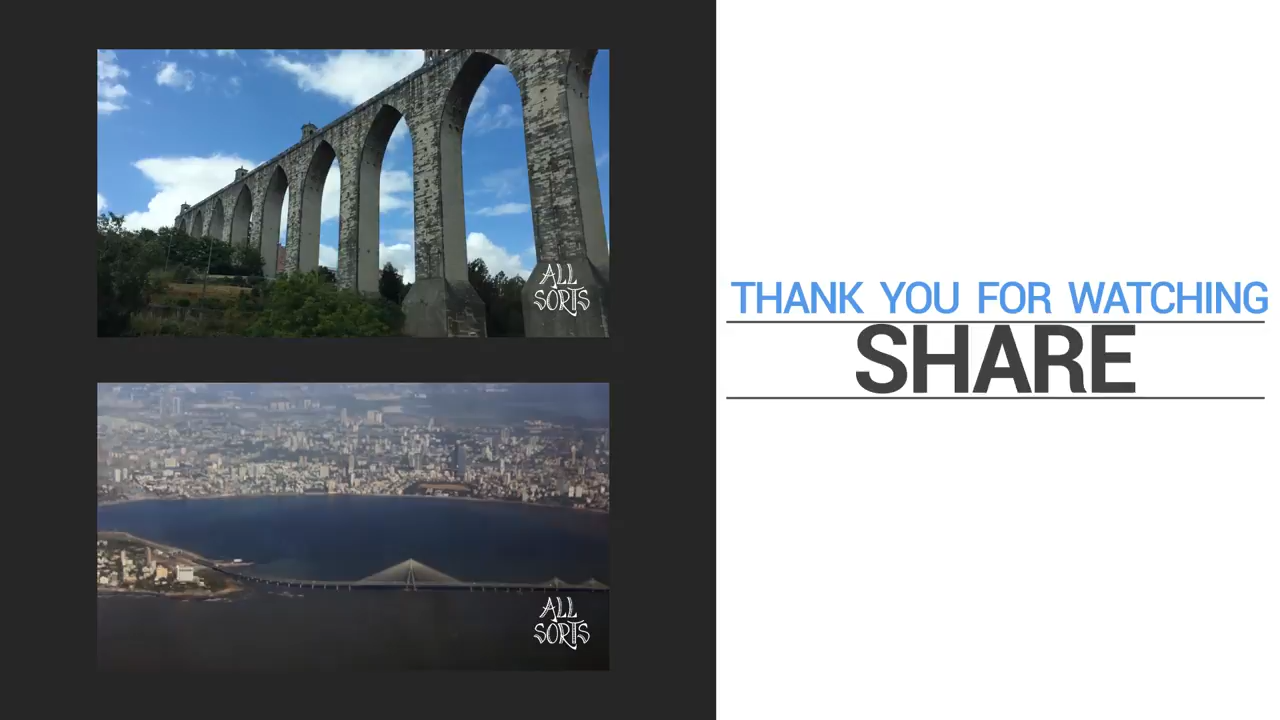 ALL
SORTS
ALL
SORTS
THANK YOU FOR WATCHING
SHARE